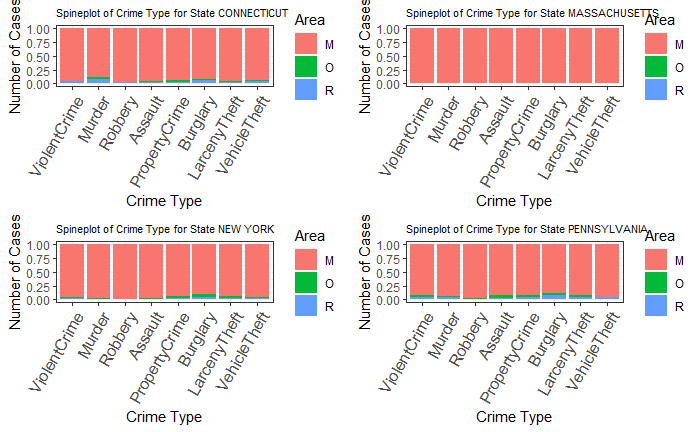 Spineplot of Crime Type for State CONNECTICUT
Number of Cases
1.00
0.75
0.50
0.25
0.00
ViolentCrime
Murder
Robbery
Assault
PropertyCrime
Burglary
LarcenyTheft
VehicleTheft
Crime Type
Area
M
O
R
Spineplot of Crime Type for State MASSACHUSETTS
Number of Cases
1.00
0.75
0.50
0.25
0.00
ViolentCrime
Murder
Robbery
Assault
PropertyCrime
Burglary
LarcenyTheft
VehicleTheft
Crime Type
Area
M
O
R
Spineplot of Crime Type for State NEW YORK
Number of Cases
1.00
0.75
0.50
0.25
0.00
ViolentCrime
Murder
Robbery
Assault
PropertyCrime
Burglary
LarcenyTheft
VehicleTheft
Crime Type
Area
M
O
R
Spineplot of Crime Type for State PENNSYLVANIA
Number of Cases
1.00
0.75
0.50
0.25
0.00
ViolentCrime
Murder
Robbery
Assault
PropertyCrime
Burglary
LarcenyTheft
VehicleTheft
Crime Type
Area
M
O
R